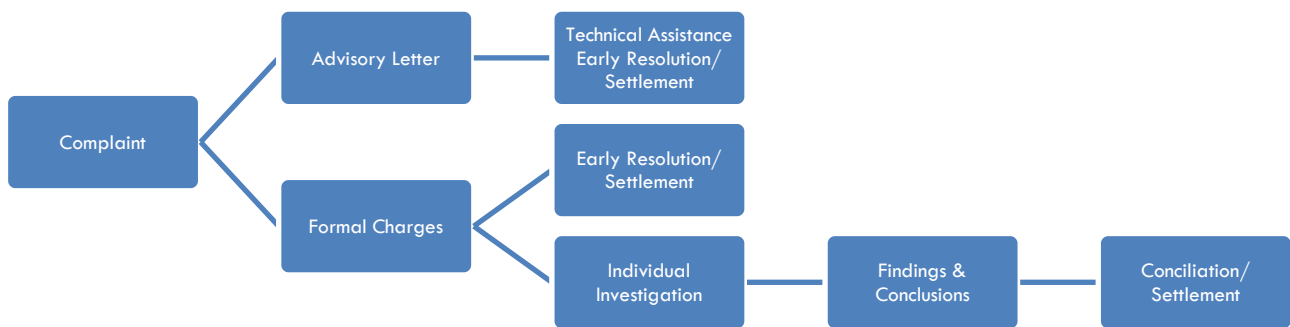 Complaint
Advisory Letter
Technical Assistance
Early Resolution/
Settlement
Formal Charges
Early Resolution/
Settlement
Individual
Investigation
Findings &
Conclusions
Conciliation/
Settlement